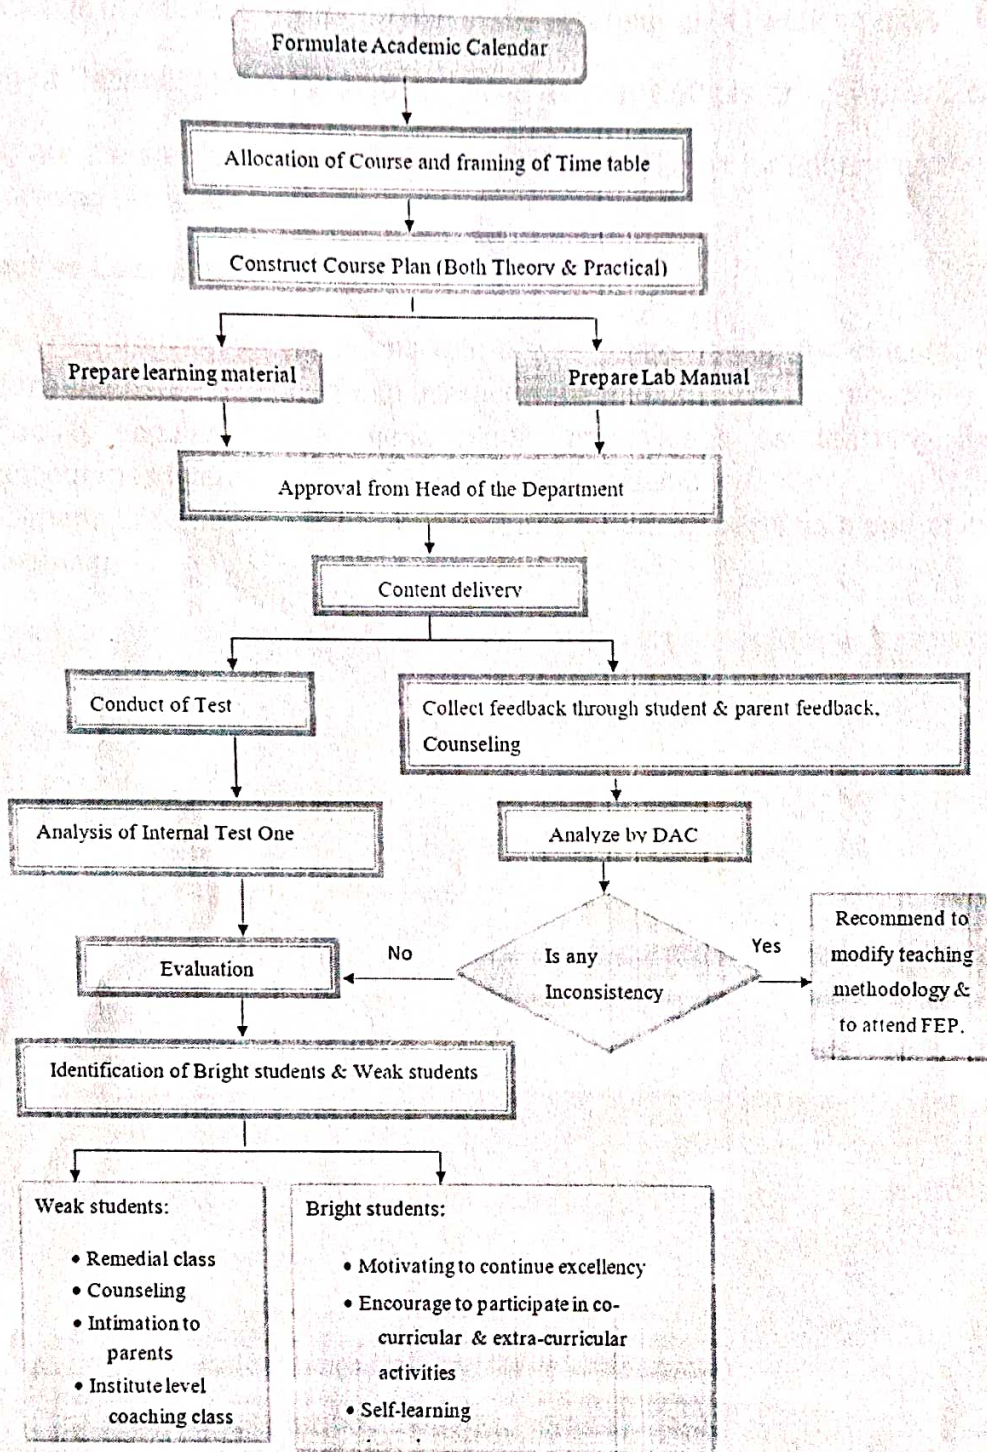 Formulate Academic Calendar
Allocation of Course and framing of Time table
Construct Course Plan (Both Theory & Practical)
Prepare learning material
Prepare Lab Manual
Approval from Head of the Department
Content delivery
Conduct of Test
Collect feedback through student & parent feedback,
Counseling
Analysis of Internal Test One
Analyze by DAC
Evaluation
No
Is any
Inconsistency
Yes
Recommend to
modify teaching
methodology &
to attend FEP.
Identification of Bright students & Weak students
Weak students:
• Remedial class
• Counseling
• Intimation to
parents
• Institute level
coaching class
Bright students:
• Motivating to continue excellency
• Encourage to participate in co-
curricular & extra-curricular
activities
• Self-learning